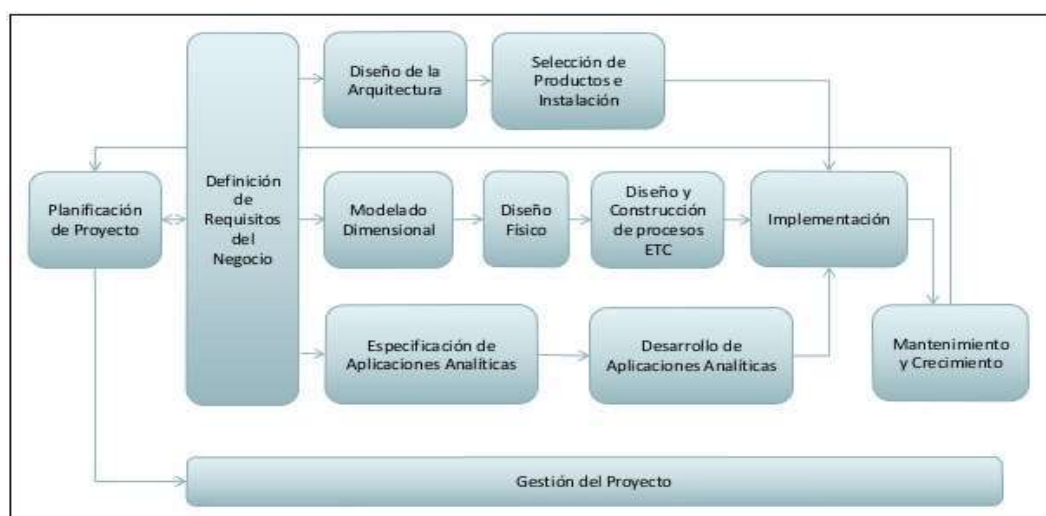 Diseño de la
Arquitectura
Selección de
Productos e
Instalación
Planificación
de Proyecto
Definición
de
Requisitos
del
Negocio
Modelado
Dimensional
Diseño
Físico
Diseño y
Construcción
de procesos
ETC
Implementación
Especificación de
Aplicaciones Analíticas
Desarrollo de
Aplicaciones Analíticas
Mantenimiento
y Crecimiento
Gestión del Proyecto